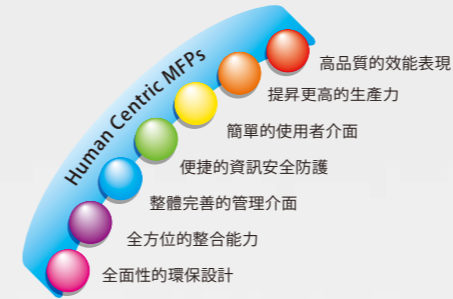 Human Centric MFPs
高品質的效能表現
提昇更高的生產力
簡單的使用者介面
便捷的資訊安全防護
整體完善的管理介面
全方位的整合能力
全面性的環保設計